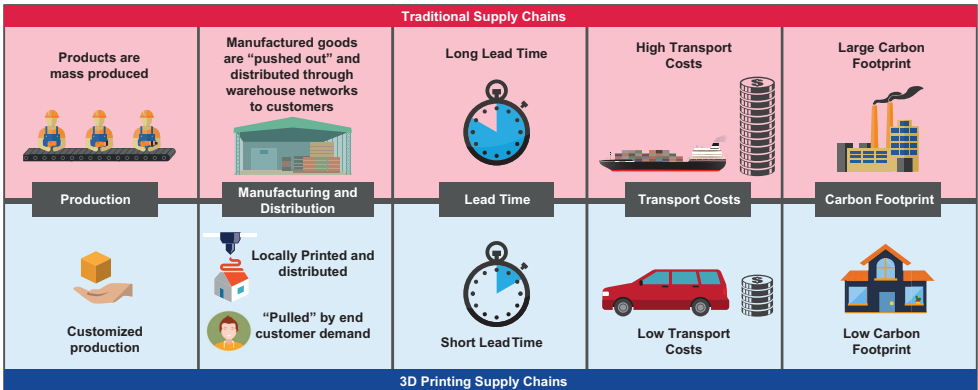 Traditional Supply Chains
Products are
mass produced
Manufactured goods
are “pushed out” and
distributed through
warehouse networks
to customers
Long Lead Time
High Transport
Costs
Large Carbon
Footprint
$
Production
Manufacturing and
Distribution
Lead Time
Transport Costs
Carbon Footprint
Customized
production
Locally Printed and
distributed
“Pulled” by end
customer demand
Short Lead Time
$
Low Transport
Costs
Low Carbon
Footprint
3D Printing Supply Chains